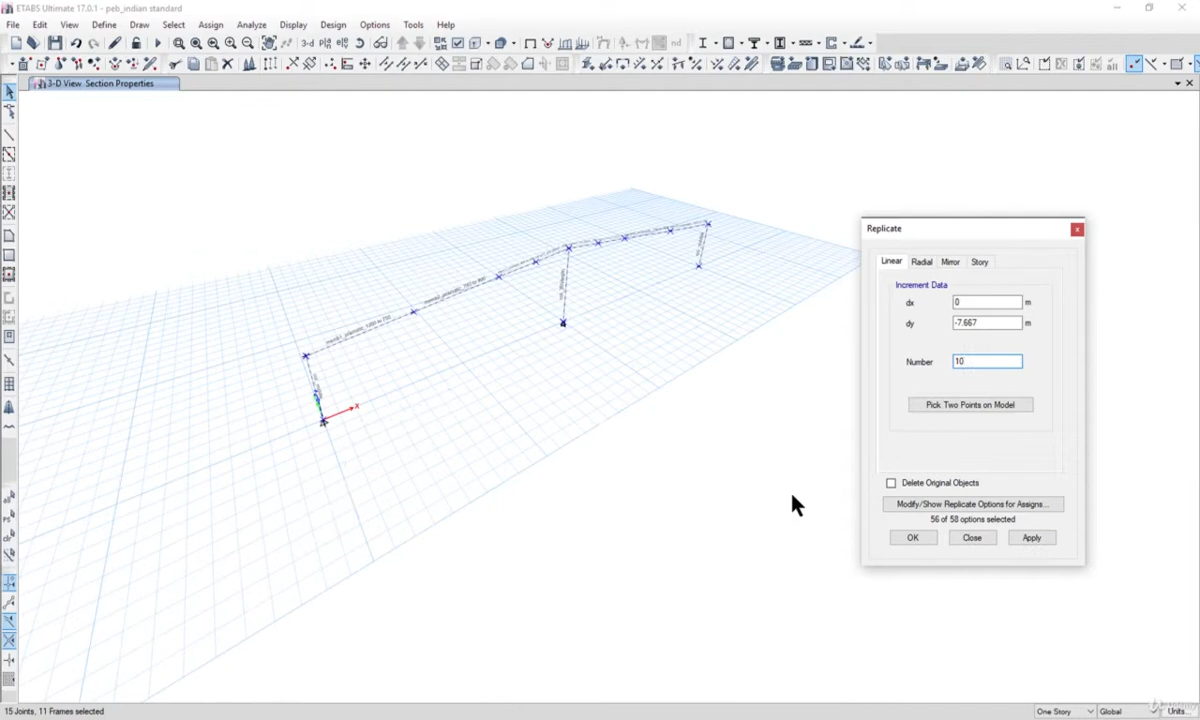 ETABS Ultimate 17.0.1 - peb_indian standard
File Edit View Define Draw Select Assign Analyze Display Design Options Tools Help
3-d
nd
3-D View Section Properties
X
Replicate
Linear Radial Mirror Story
Increment Data
dx 0 m
dy -7.667 m
Number 10
Pick Two Points on Model
Delete Original Objects
Modify/Show Replicate Options for Assigns...
56 of 58 options selected
OK Close Apply
15 Joints, 11 Frames selected
One Story Global Units...